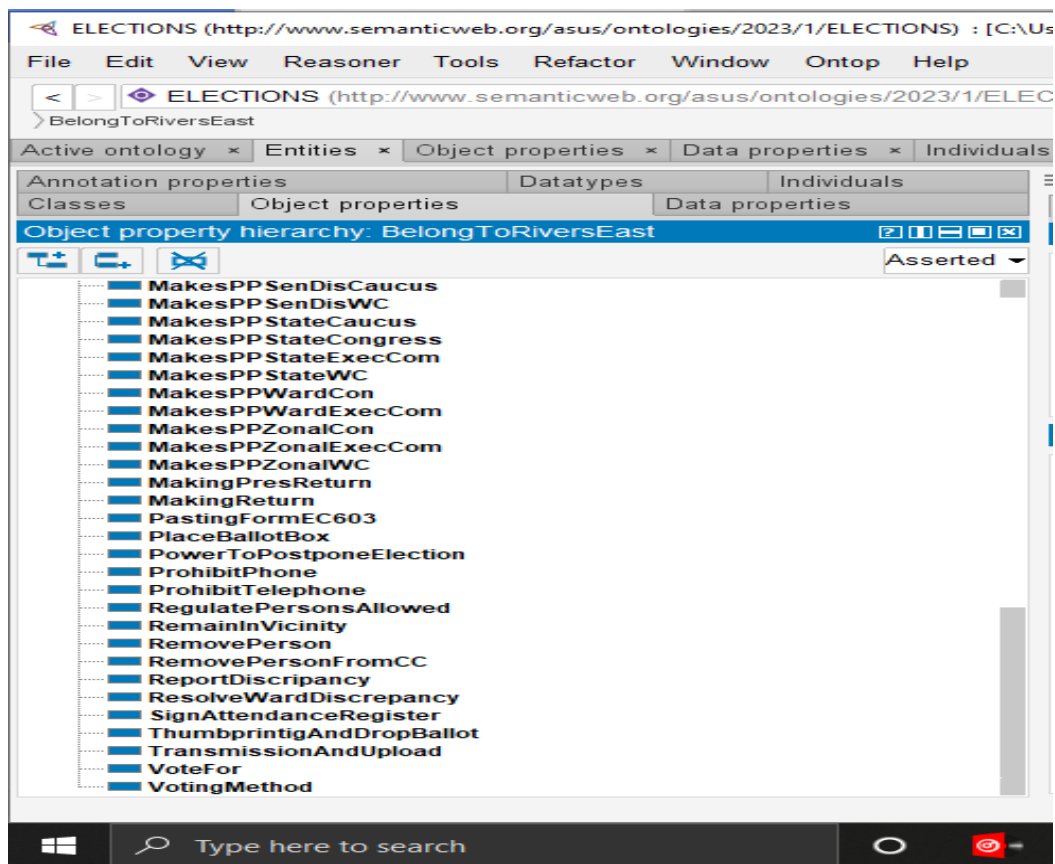 ELECTIONS (http://www.semanticweb.org/asus/ontologies/2023/1/ELECTIONS) : [C:\Us
File Edit View Reasoner Tools Refactor Window Ontop Help
< > ELECTIONS (http://www.semanticweb.org/asus/ontologies/2023/1/ELEC
BelongToRiversEast
Active ontology × Entities × Object properties × Data properties × Individuals
Annotation properties Datatypes Individuals
Classes Object properties Data properties
Object property hierarchy: BelongToRiversEast
Asserted
MakesPPSenDisCaucus
MakesPPSenDisWC
MakesPPStateCaucus
MakesPPStateCongress
MakesPPStateExecCom
MakesPPStateWC
MakesPPWardCon
MakesPPWardExecCom
MakesPPZonalCon
MakesPPZonalExecCom
MakesPPZonalWC
MakingPresReturn
MakingReturn
PastingFormEC603
PlaceBallotBox
PowerToPostponeElection
ProhibitPhone
ProhibitTelephone
RegulatePersonsAllowed
RemainInVicinity
RemovePerson
RemovePersonFromCC
ReportDiscripancy
ResolveWardDiscrepancy
SignAttendanceRegister
ThumbprintigAndDropBallot
TransmissionAndUpload
VoteFor
VotingMethod
Type here to search